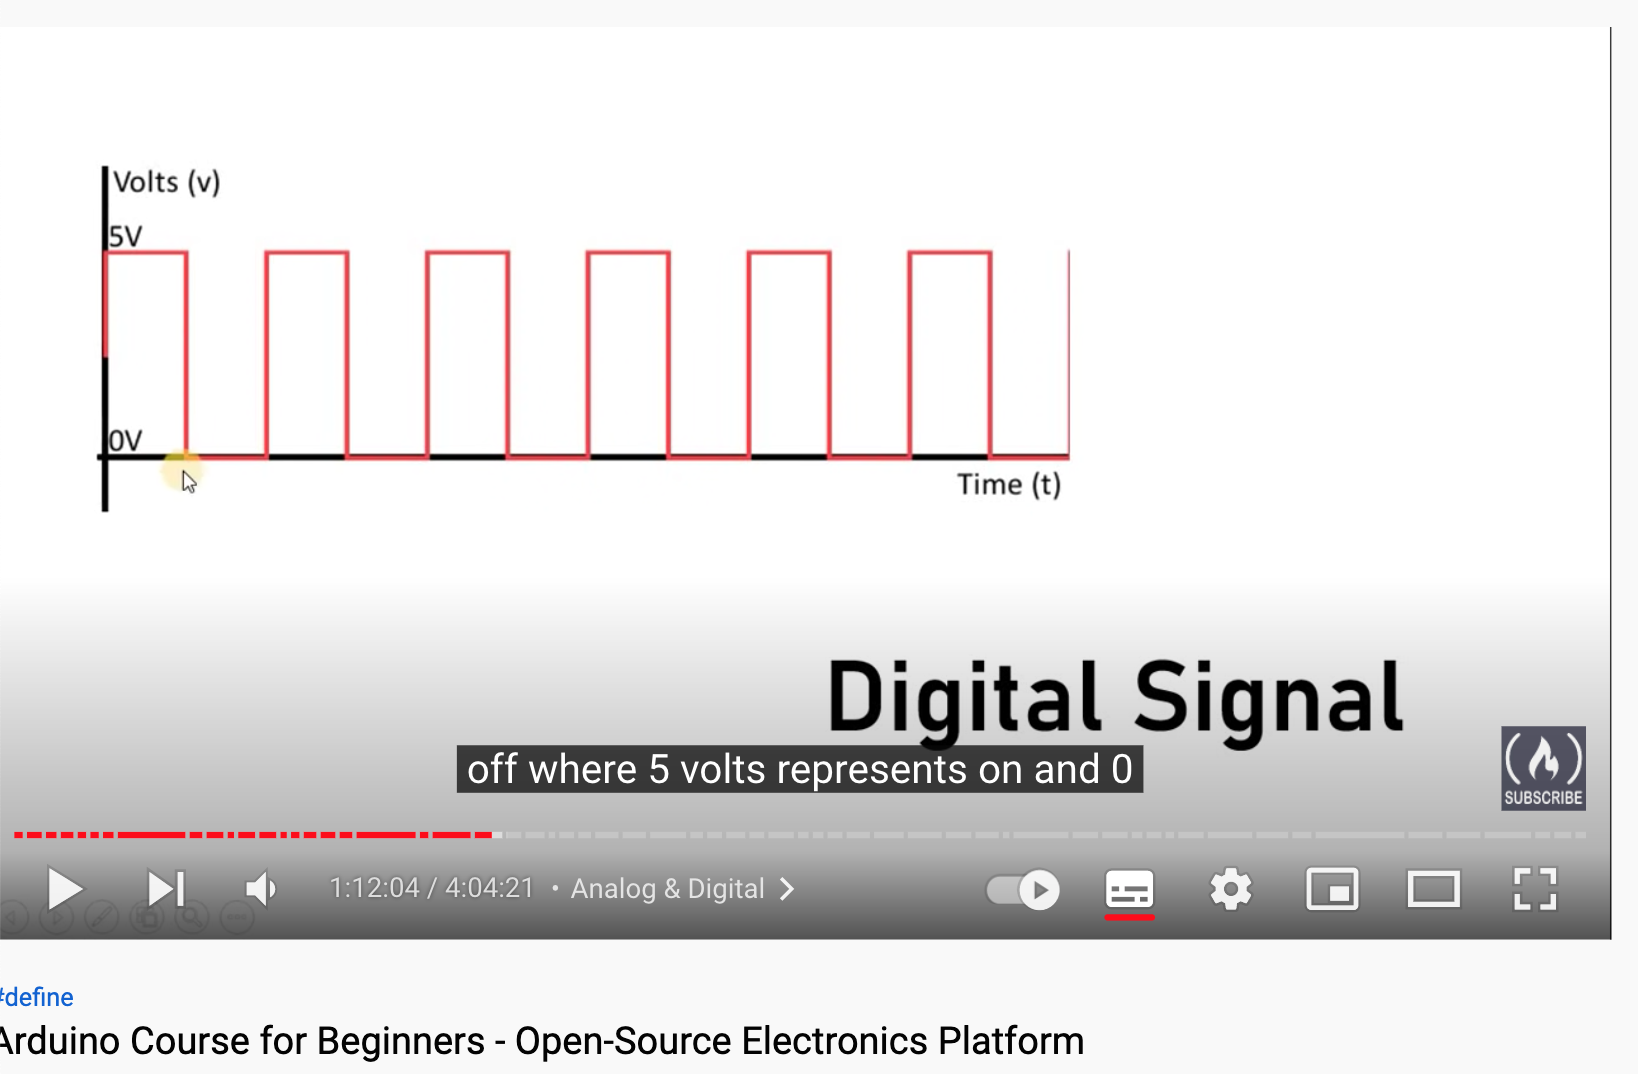 Volts (v)
5V
0V
Time (t)
Digital Signal
off where 5 volts represents on and 0
SUBSCRIBE
1:12:04 / 4:04:21 • Analog & Digital
#define
Arduino Course for Beginners - Open-Source Electronics Platform